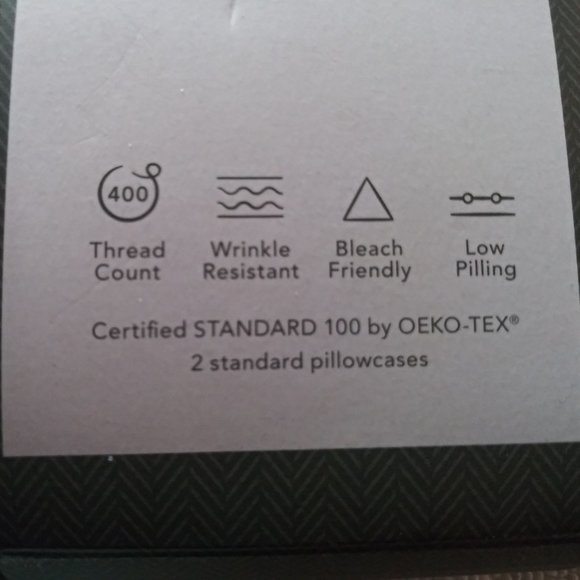 400
Thread Count
Wrinkle Resistant
Bleach Friendly
Low Pilling
Certified STANDARD 100 by OEKO-TEX®
2 standard pillowcases